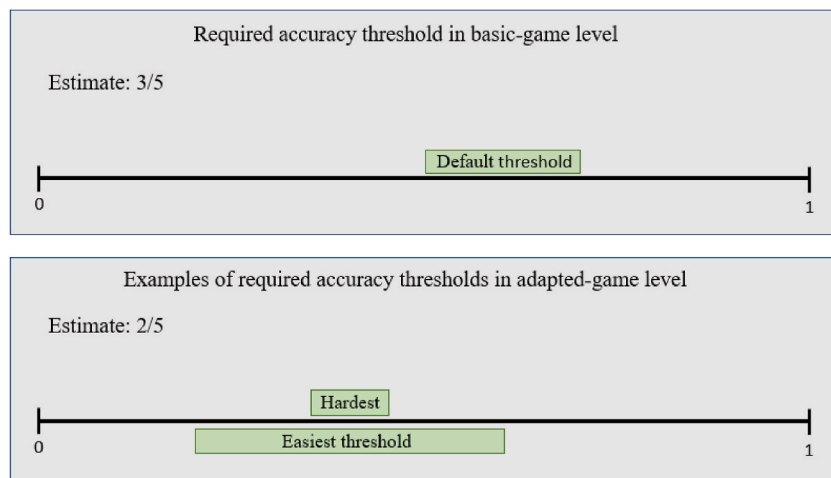 Required accuracy threshold in basic-game level
Estimate: 3/5
Default threshold
0 1
Examples of required accuracy thresholds in adapted-game level
Estimate: 2/5
Hardest
Easiest threshold
0 1